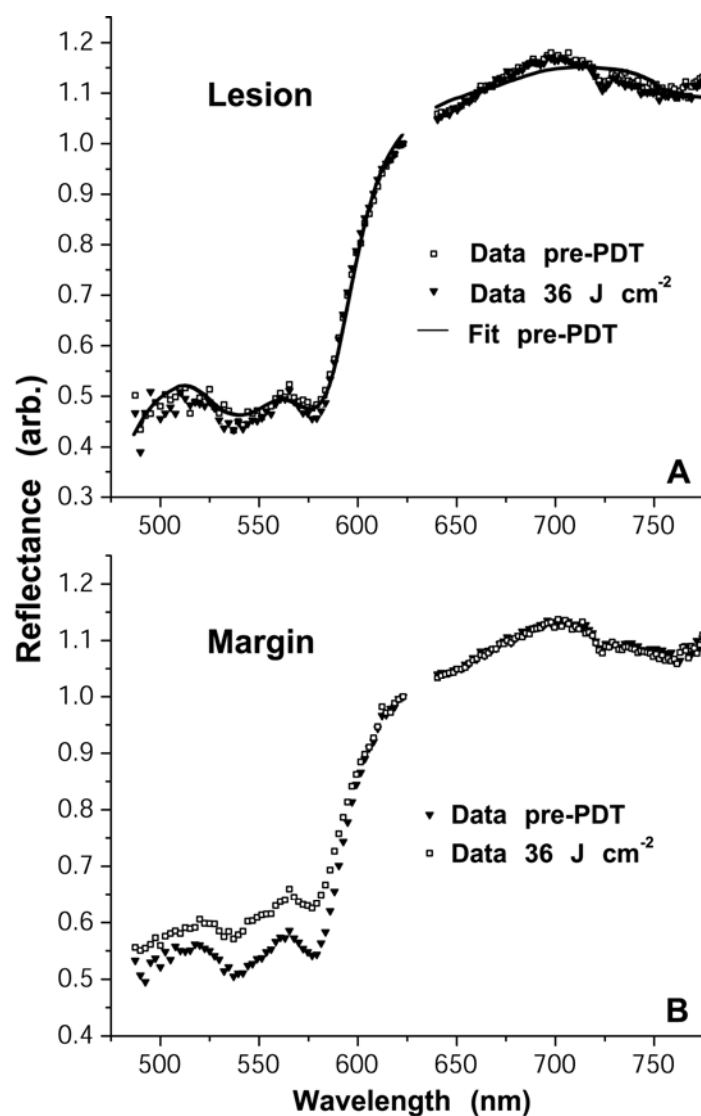 1.2
1.1
1.0
0.9
0.8
0.7
0.6
0.5
0.4
0.3
Lesion
Data pre-PDT
Data 36 J cm-2
Fit pre-PDT
A
500 550 600 650 700 750
Reflectance (arb.)
1.2
1.1
1.0
0.9
0.8
0.7
0.6
0.5
0.4
Margin
Data pre-PDT
Data 36 J cm-2
B
500 550 600 650 700 750
Wavelength (nm)